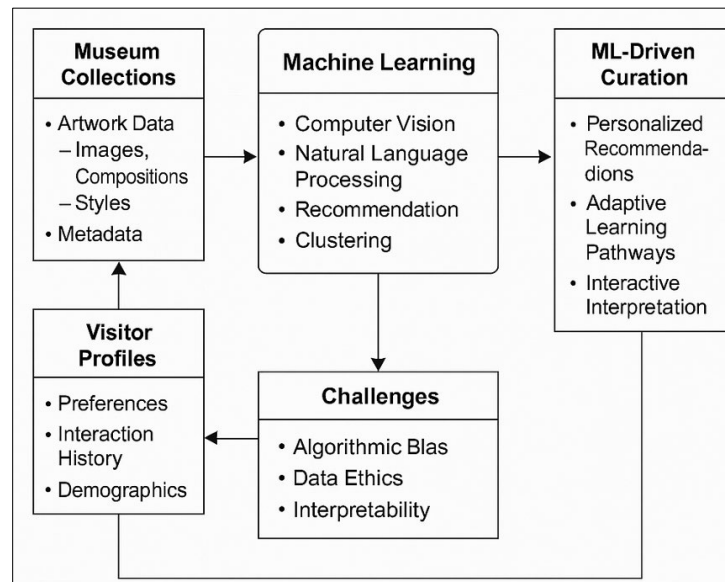 Museum
Collections
• Artwork Data
– Images,
Compositions
– Styles
• Metadata
Machine Learning
• Computer Vision
• Natural Language
Processing
• Recommendation
• Clustering
ML-Driven
Curation
• Personalized
Recommenda-
dations
• Adaptive
Learning
Pathways
• Interactive
Interpretation
Visitor
Profiles
• Preferences
• Interaction
History
• Demographics
Challenges
• Algorithmic Blas
• Data Ethics
• Interpretability